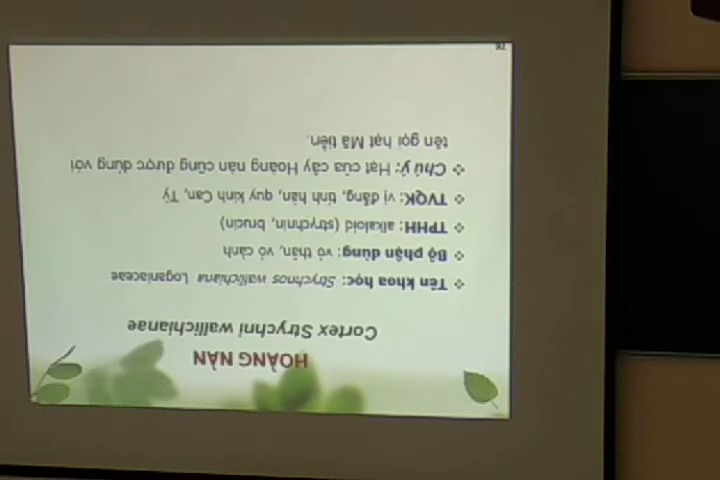 HOÀNG NÀN
Cortex Strychni wallichianae
❖ Tên khoa học: Strychnos wallichiana Loganiaceae
❖ Bộ phận dùng: vỏ thân, vỏ cành
❖ TPHH: alkaloid (strychnin, brucin)
❖ TVQK: vị đắng, tính hàn, quy kinh Can, Tỳ
❖ Chú ý: Hạt của cây Hoàng nàn cũng được dùng với
tên gọi hạt Mã tiền.